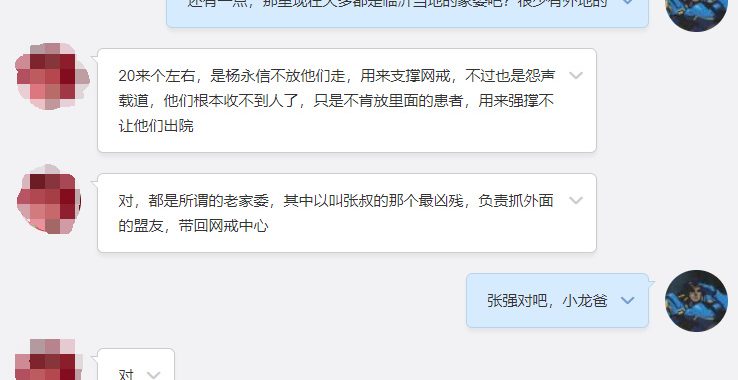 还有一点，那里现在大多都是临沂当地的家委吧？很少有外地的
20来个左右，是杨永信不放他们走，用来支撑网戒，不过也是怨声
载道，他们根本收不到人了，只是不肯放里面的患者，用来强撑不
让他们出院
对，都是所谓的老家委，其中以叫张叔的那个最凶残，负责抓外面
的盟友，带回网戒中心
张强对吧，小龙爸
对